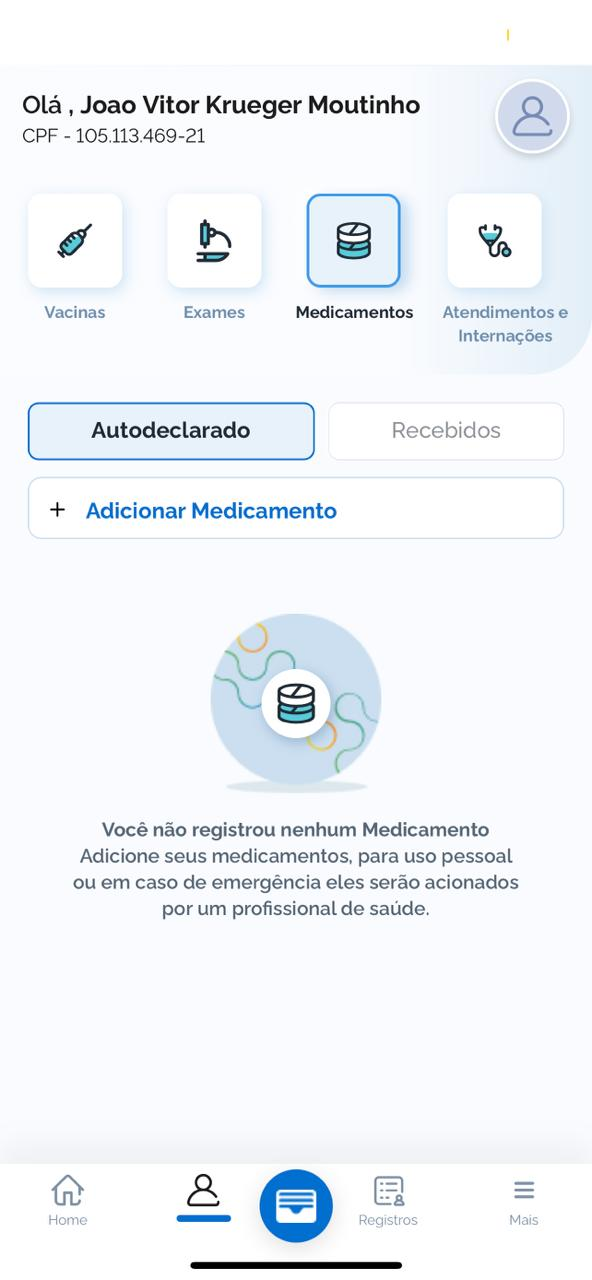 Olá , Joao Vitor Krueger Moutinho
CPF - 105.113.469-21
Vacinas
Exames
Medicamentos
Atendimentos e
Internações
Autodeclarado
Recebidos
+ Adicionar Medicamento
Você não registrou nenhum Medicamento
Adicione seus medicamentos, para uso pessoal
ou em caso de emergência eles serão acionados
por um profissional de saúde.
Home
Registros
Mais